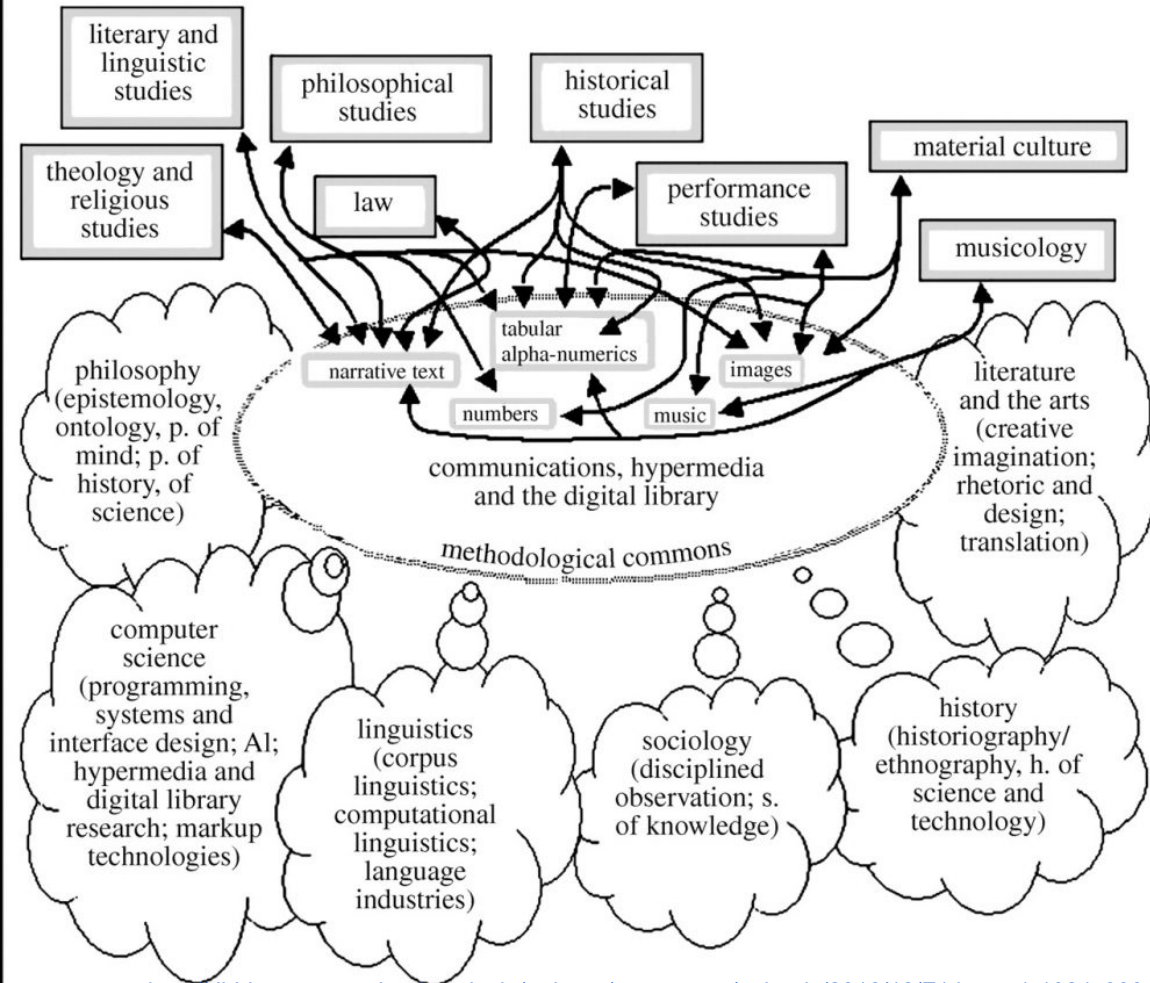 literary and
linguistic
studies
philosophical
studies
historical
studies
material culture
theology and
religious
studies
law
performance
studies
musicology
tabular
alpha-numerics
narrative text
images
numbers
music
communications, hypermedia
and the digital library
methodological commons
philosophy
(epistemology,
ontology, p. of
mind; p. of
history, of
science)
literature
and the arts
(creative
imagination;
rhetoric and
design;
translation)
computer
science
(programming,
systems and
interface design; AI;
hypermedia and
digital library
research; markup
technologies)
linguistics
(corpus
linguistics;
computational
linguistics;
language
industries)
sociology
(disciplined
observation; s.
of knowledge)
history
(historiography/
ethnography, h. of
science and
technology)